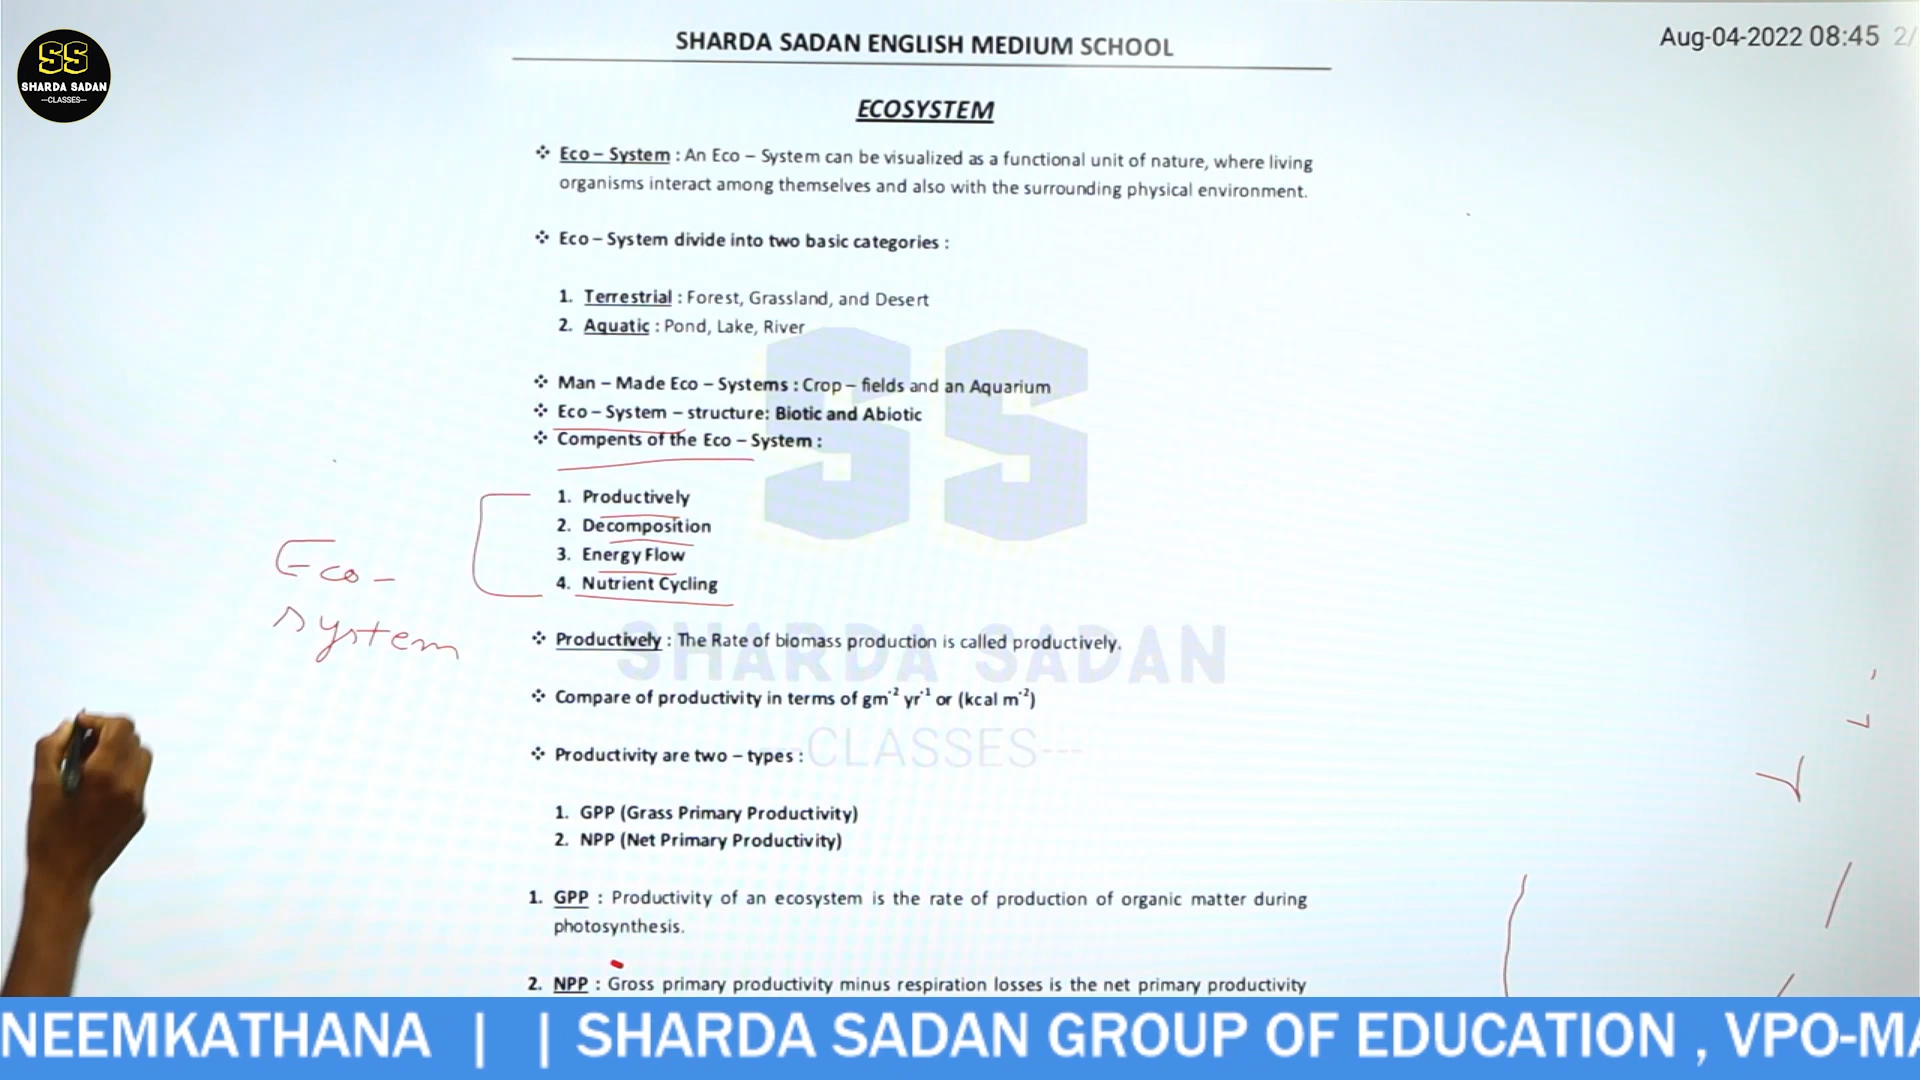 SS
SHARDA SADAN
---CLASSES---
SHARDA SADAN ENGLISH MEDIUM SCHOOL
Aug-04-2022 08:45 2/
ECOSYSTEM
❖ Eco – System : An Eco – System can be visualized as a functional unit of nature, where living
organisms interact among themselves and also with the surrounding physical environment.
❖ Eco – System divide into two basic categories :
1. Terrestrial : Forest, Grassland, and Desert
2. Aquatic : Pond, Lake, River
❖ Man – Made Eco – Systems : Crop – fields and an Aquarium
❖ Eco – System – structure: Biotic and Abiotic
❖ Compents of the Eco – System :
SS
1. Productively
2. Decomposition
3. Energy Flow
4. Nutrient Cycling
Eco –
system
❖ Productively : The Rate of biomass production is called productively.
SHARDA SADAN
❖ Compare of productivity in terms of gm⁻² yr⁻¹ or (kcal m⁻²)
---CLASSES---
❖ Productivity are two – types :
1. GPP (Grass Primary Productivity)
2. NPP (Net Primary Productivity)
1. GPP : Productivity of an ecosystem is the rate of production of organic matter during
photosynthesis.
2. NPP : Gross primary productivity minus respiration losses is the net primary productivity
NEEMKATHANA | | SHARDA SADAN GROUP OF EDUCATION , VPO-MA